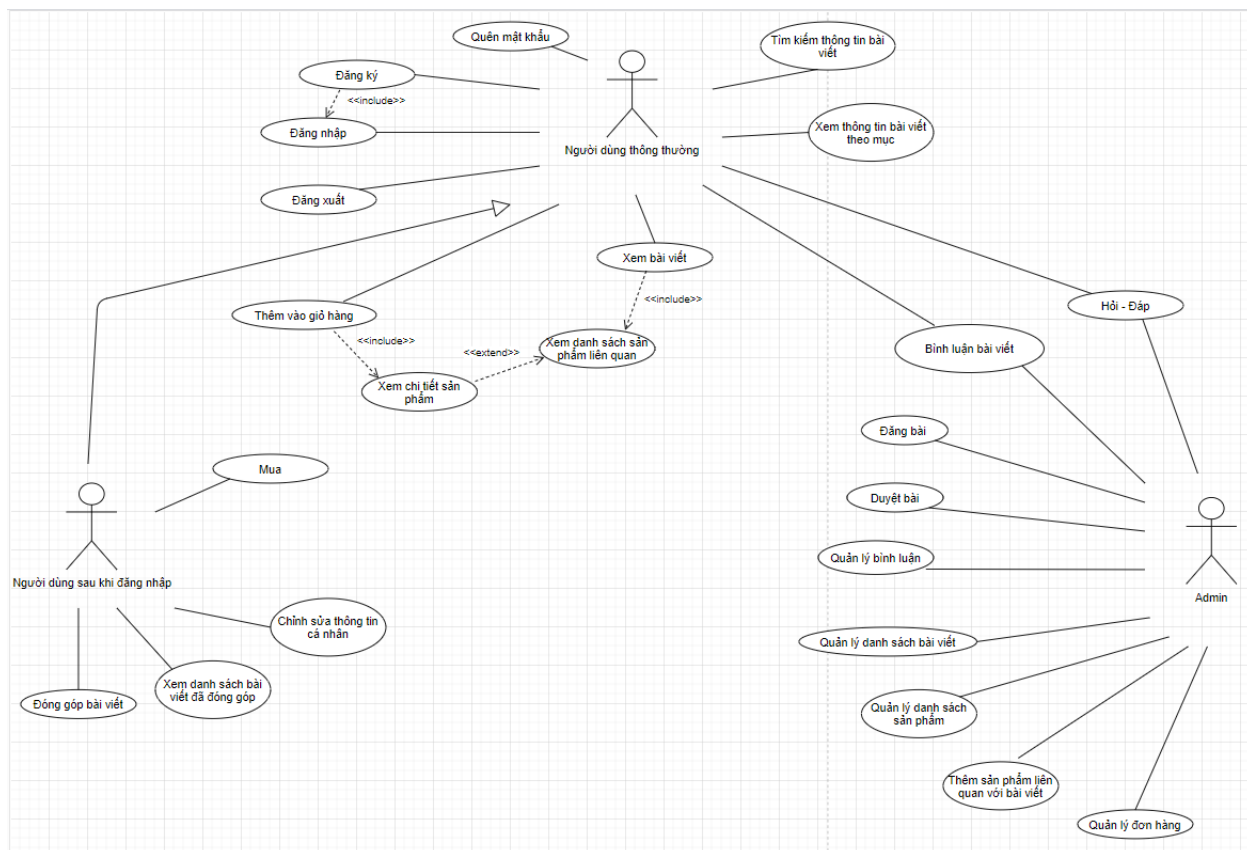 Quên mật khẩu
Tìm kiếm thông tin bài
viết
Đăng ký
<<include>>
Đăng nhập
Xem thông tin bài viết
theo mục
Người dùng thông thường
Đăng xuất
Xem bài viết
<<include>>
Thêm vào giỏ hàng
Hỏi - Đáp
<<include>>
<<extend>>
Xem danh sách sản
phẩm liên quan
Bình luận bài viết
Xem chi tiết sản
phẩm
Đăng bài
Mua
Duyệt bài
Quản lý bình luận
Người dùng sau khi đăng nhập
Admin
Chỉnh sửa thông tin
cá nhân
Quản lý danh sách bài viết
Xem danh sách bài
viết đã đóng góp
Đóng góp bài viết
Quản lý danh sách
sản phẩm
Thêm sản phẩm liên
quan với bài viết
Quản lý đơn hàng